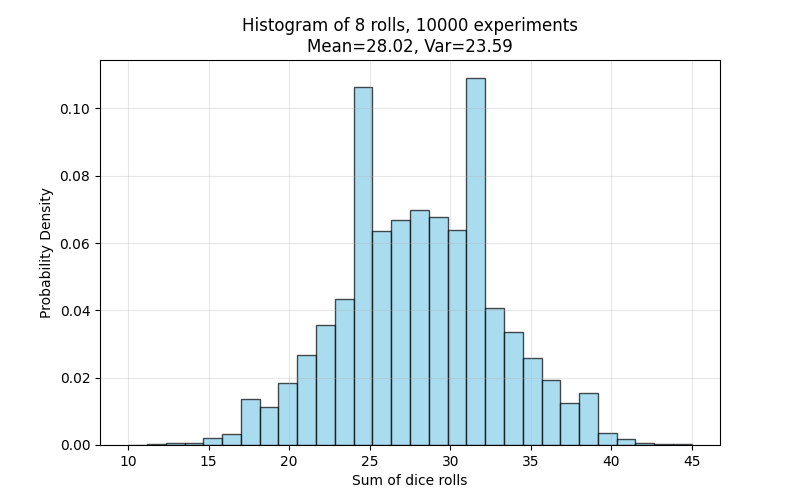 Histogram of 8 rolls, 10000 experiments
Mean=28.02, Var=23.59
Probability Density
0.10
0.08
0.06
0.04
0.02
0.00
10 15 20 25 30 35 40 45
Sum of dice rolls